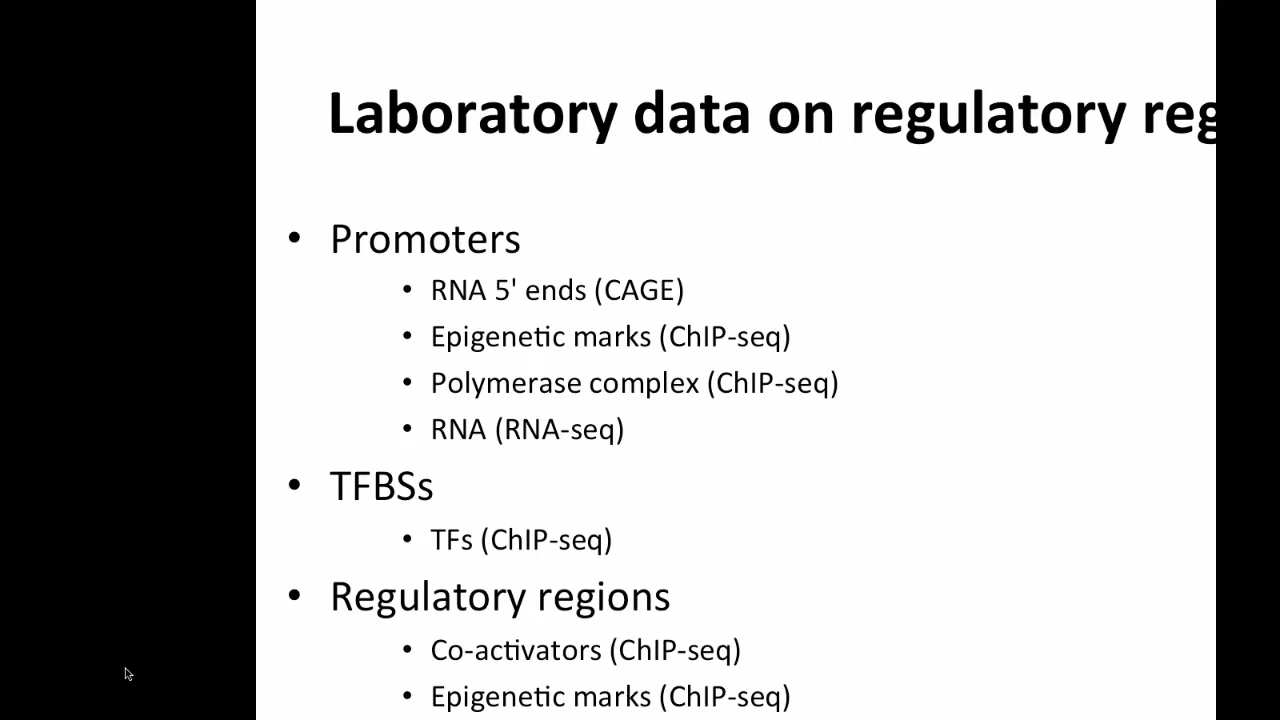 Laboratory data on regulatory reg
• Promoters
• RNA 5' ends (CAGE)
• Epigenetic marks (ChIP-seq)
• Polymerase complex (ChIP-seq)
• RNA (RNA-seq)
• TFBSs
• TFs (ChIP-seq)
• Regulatory regions
• Co-activators (ChIP-seq)
• Epigenetic marks (ChIP-seq)